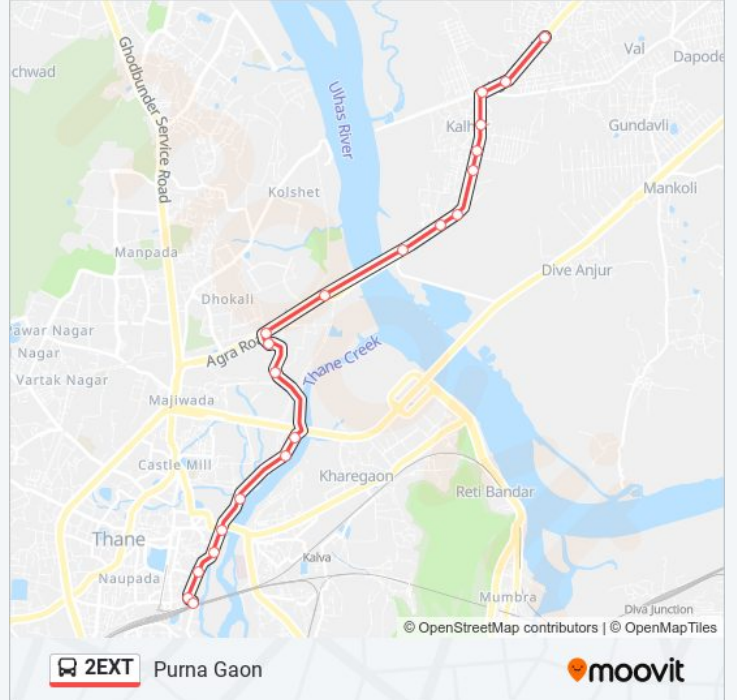 Ghodbunder Service Road
chwad
Ulhas River
Val
Dapode
Kalh
Gundavli
Kolshet
Mankoli
Manpada
Dive Anjur
Dhokali
awar Nagar
Nagar
Agra Ro
Thane Creek
Vartak Nagar
Majiwada
Castle Mill
Kharegaon
Reti Bandar
Thane
Kalva
Naupada
Mumbra
Diva Junction
© OpenStreetMap contributors | © OpenMapTiles
2EXT Purna Gaon
moovit